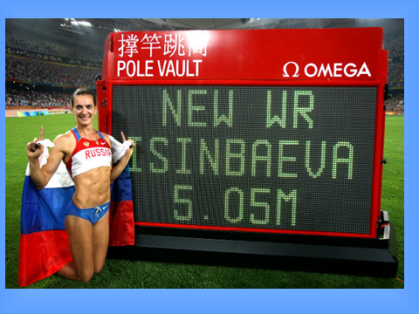 撑竿跳高
POLE VAULT
Ω OMEGA
NEW WR
ISINBAEVA
5.05M
RUSSIA